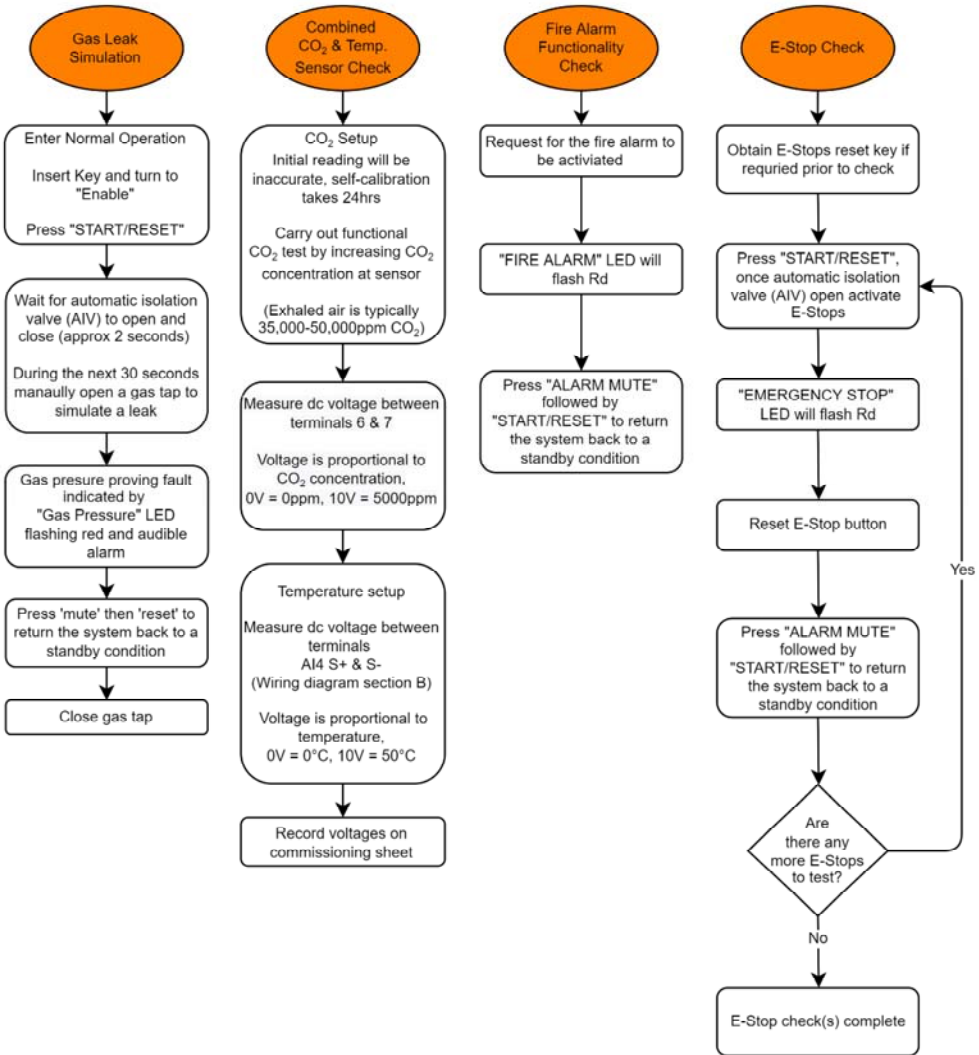 Gas Leak
Simulation
Enter Normal Operation
Insert Key and turn to
"Enable"
Press "START/RESET"
Wait for automatic isolation
valve (AIV) to open and
close (approx 2 seconds)
During the next 30 seconds
manaully open a gas tap to
simulate a leak
Gas presure proving fault
indicated by
"Gas Pressure" LED
flashing red and audible
alarm
Press 'mute' then 'reset' to
return the system back to a
standby condition
Close gas tap
Combined
CO₂ & Temp.
Sensor Check
CO₂ Setup
Initial reading will be
inaccurate, self-calibration
takes 24hrs
Carry out functional
CO₂ test by increasing CO₂
concentration at sensor
(Exhaled air is typically
35,000-50,000ppm CO₂)
Measure dc voltage between
terminals 6 & 7
Voltage is proportional to
CO₂ concentration,
0V = 0ppm, 10V = 5000ppm
Temperature setup
Measure dc voltage between
terminals
AI4 S+ & S-
(Wiring diagram section B)
Voltage is proportional to
temperature,
0V = 0°C, 10V = 50°C
Record voltages on
commissioning sheet
Fire Alarm
Functionality
Check
Request for the fire alarm to
be activiated
"FIRE ALARM" LED will
flash Rd
Press "ALARM MUTE"
followed by
"START/RESET" to return
the system back to a
standby condition
E-Stop Check
Obtain E-Stops reset key if
requried prior to check
Press "START/RESET",
once automatic isolation
valve (AIV) open activate
E-Stops
"EMERGENCY STOP"
LED will flash Rd
Reset E-Stop button
Press "ALARM MUTE"
followed by
"START/RESET" to return
the system back to a
standby condition
Are
there any
more E-Stops
to test?
Yes
No
E-Stop check(s) complete